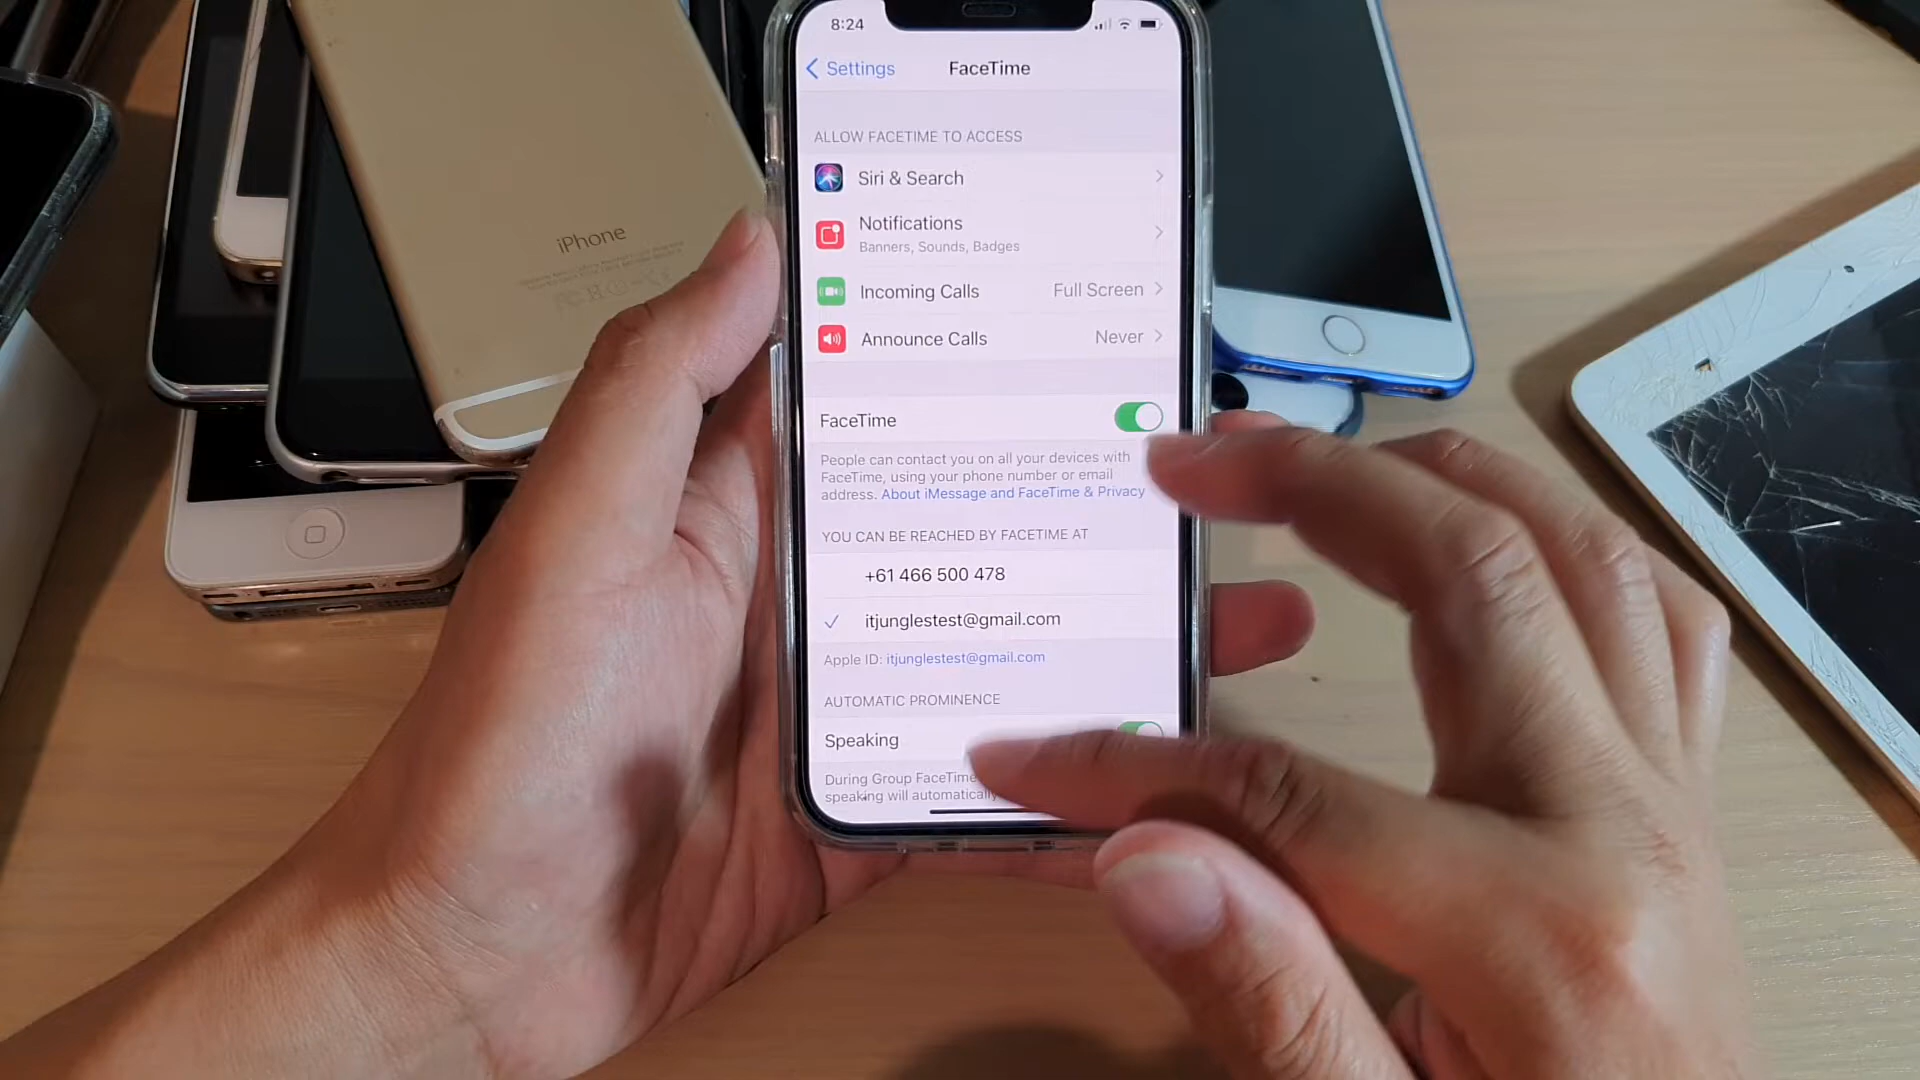 8:24
Settings
FaceTime
ALLOW FACETIME TO ACCESS
Siri & Search
Notifications
Banners, Sounds, Badges
Incoming Calls Full Screen
Announce Calls Never
FaceTime
People can contact you on all your devices with
FaceTime, using your phone number or email
address. About iMessage and FaceTime & Privacy
YOU CAN BE REACHED BY FACETIME AT
+61 466 500 478
itjunglestest@gmail.com
Apple ID: itjunglestest@gmail.com
AUTOMATIC PROMINENCE
Speaking
During Group FaceTime
speaking will automatically
iPhone